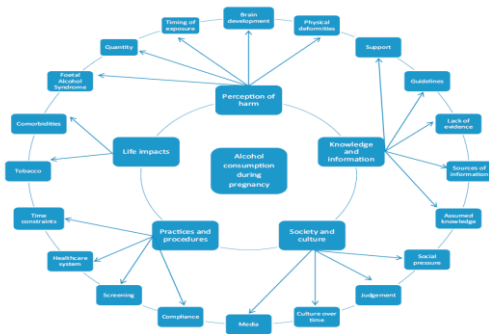 Brain
development
Timing of
exposure
Physical
deformities
Quantity
Support
Foetal
Alcohol
Syndrome
Guidelines
Perception of
harm
Comorbidities
Lack of
evidence
Life impacts
Alcohol
consumption
during
pregnancy
Knowledge
and
information
Tobacco
Sources of
information
Time
constraints
Assumed
knowledge
Practices and
procedures
Society and
culture
Healthcare
system
Social
pressure
Screening
Judgement
Compliance
Media
Culture over
time